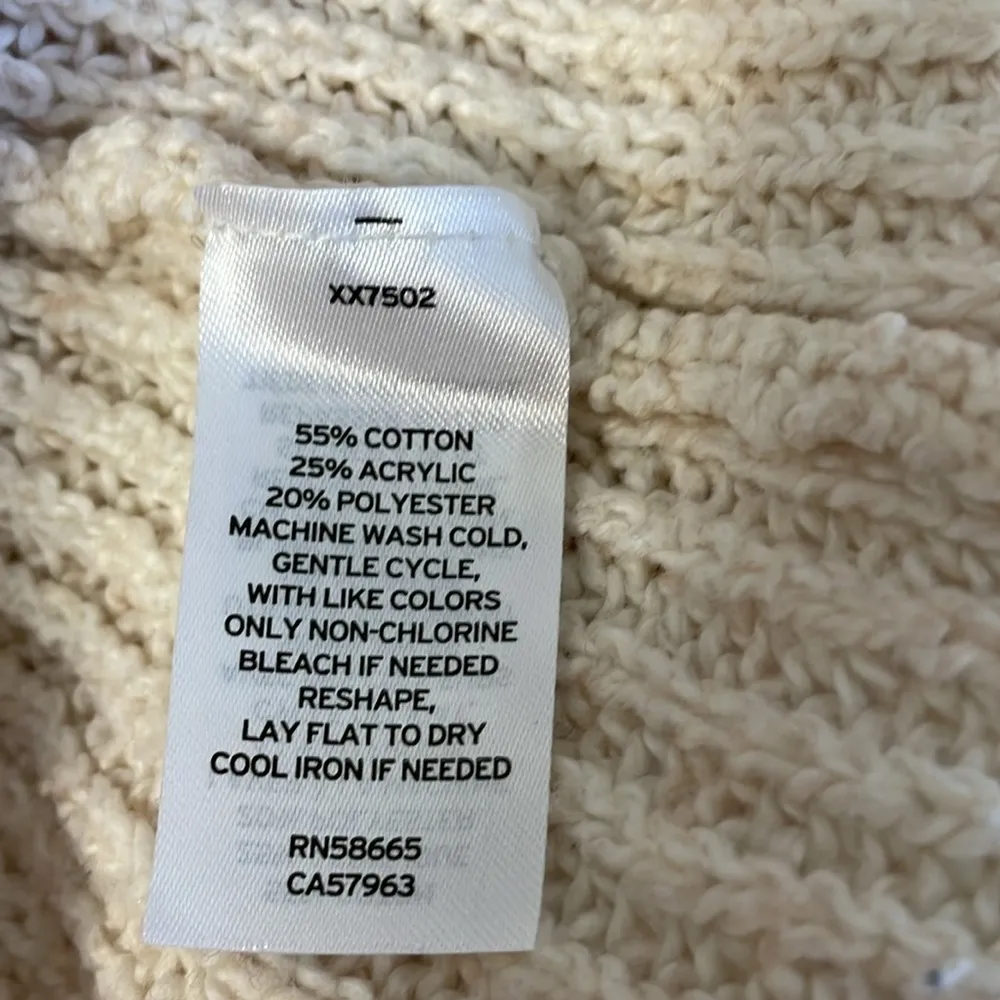 XX7502
55% COTTON
25% ACRYLIC
20% POLYESTER
MACHINE WASH COLD,
GENTLE CYCLE,
WITH LIKE COLORS
ONLY NON-CHLORINE
BLEACH IF NEEDED
RESHAPE,
LAY FLAT TO DRY
COOL IRON IF NEEDED
RN58665
CA57963